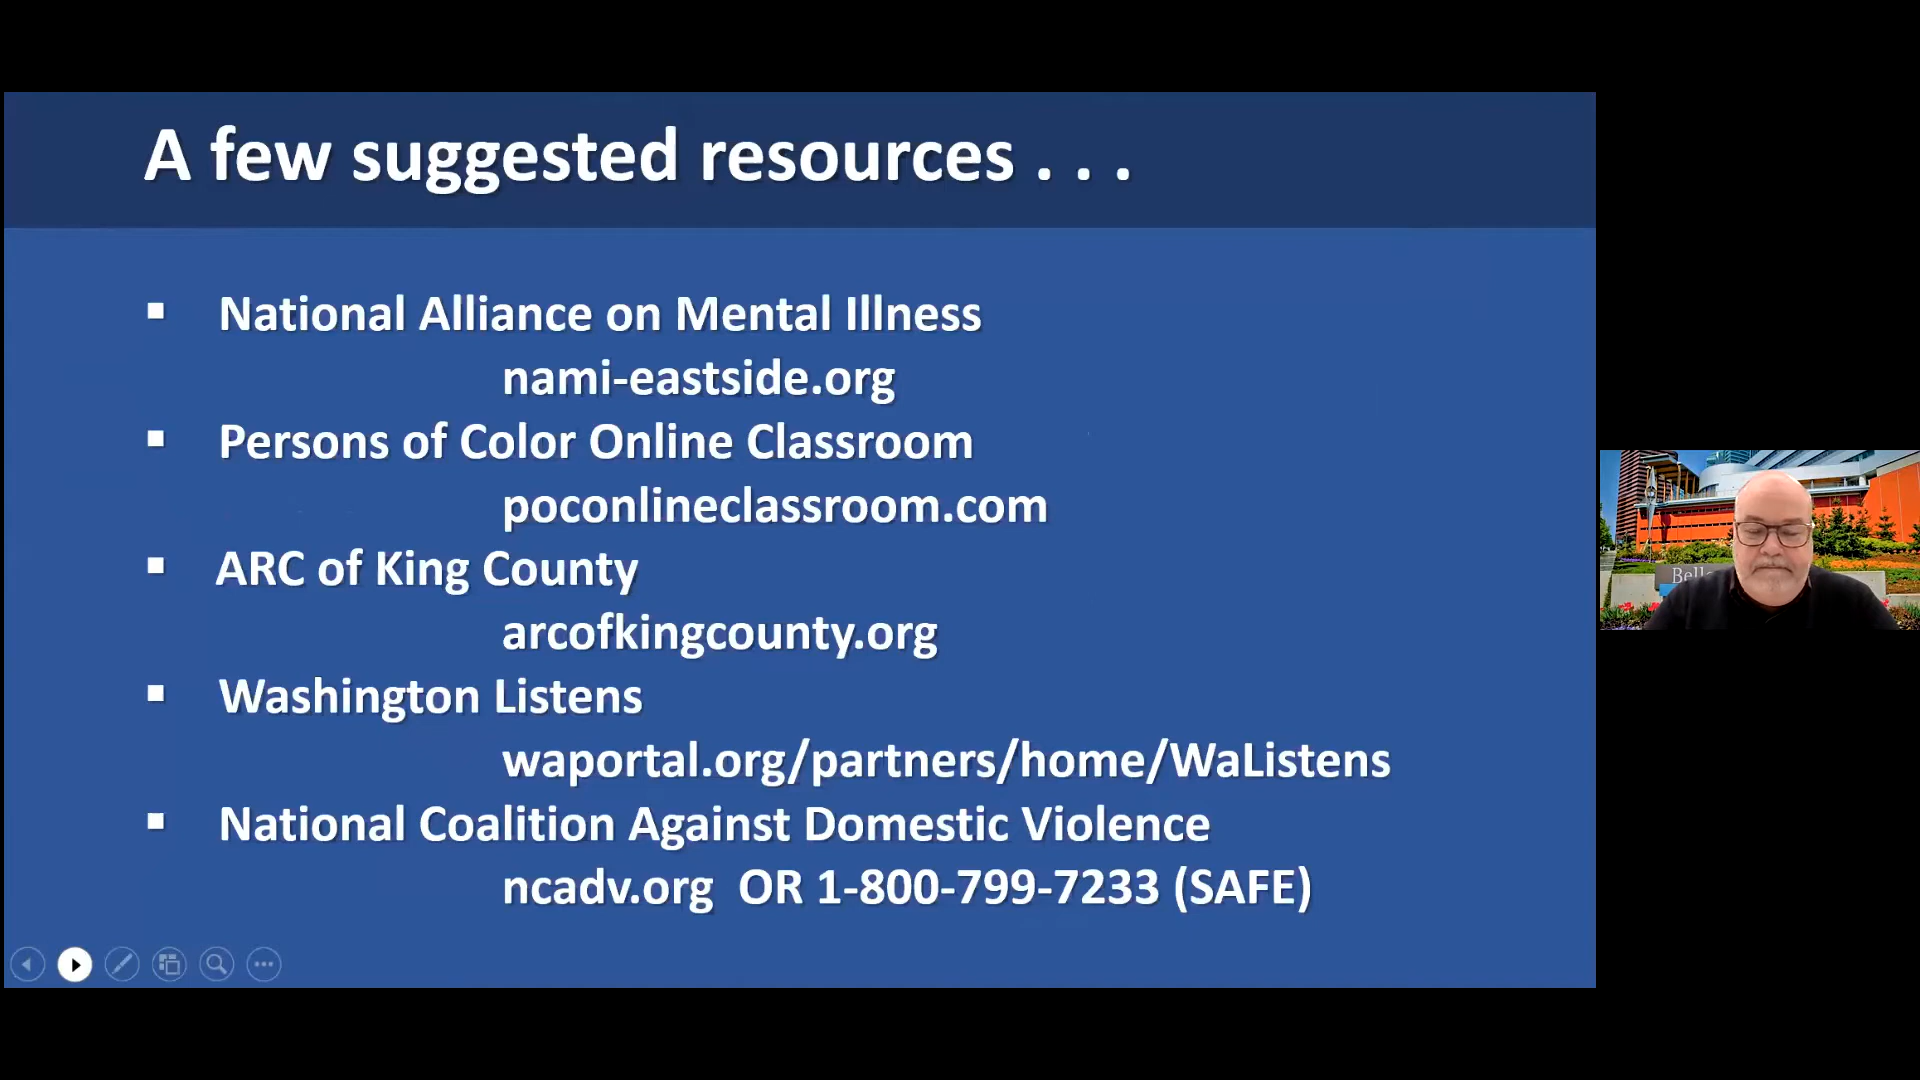 A few suggested resources . . .
▪ National Alliance on Mental Illness
nami-eastside.org
▪ Persons of Color Online Classroom
poconlineclassroom.com
▪ ARC of King County
arcofkingcounty.org
▪ Washington Listens
waportal.org/partners/home/WaListens
▪ National Coalition Against Domestic Violence
ncadv.org OR 1-800-799-7233 (SAFE)
Belle